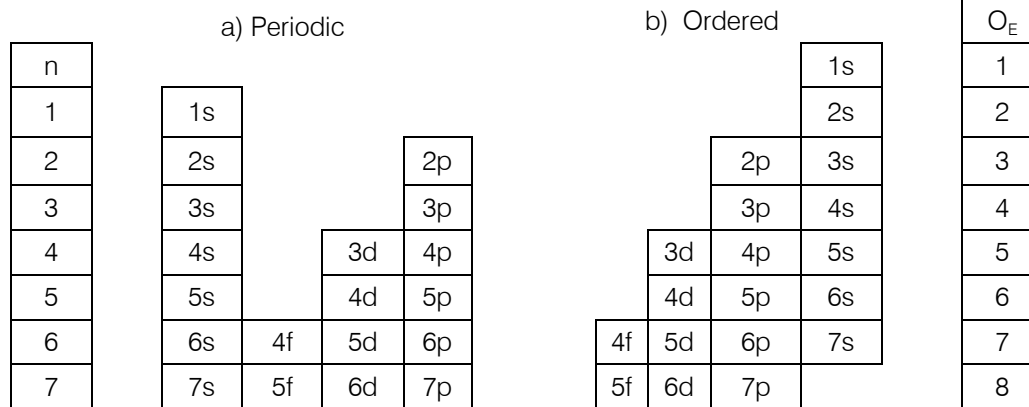 a) Periodic b) Ordered O_E
n 1s 1
1 1s 2s 2
2 2s 2p 2p 3s 3
3 3s 3p 3p 4s 4
4 4s 3d 4p 3d 4p 5s 5
5 5s 4d 5p 4d 5p 6s 6
6 6s 4f 5d 6p 4f 5d 6p 7s 7
7 7s 5f 6d 7p 5f 6d 7p 8